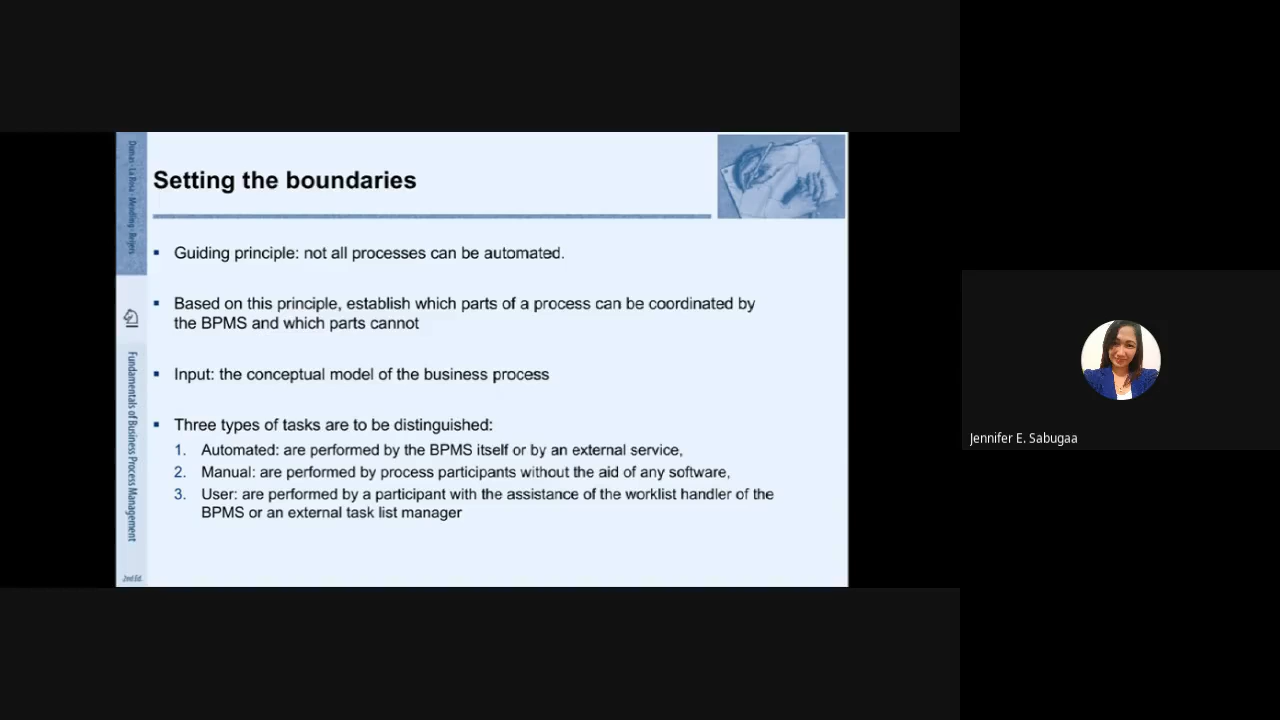 Setting the boundaries
Dumas · La Rosa · Mendling · Reijers
Guiding principle: not all processes can be automated.
Based on this principle, establish which parts of a process can be coordinated by
the BPMS and which parts cannot
Input: the conceptual model of the business process
Three types of tasks are to be distinguished:
1. Automated: are performed by the BPMS itself or by an external service,
2. Manual: are performed by process participants without the aid of any software,
3. User: are performed by a participant with the assistance of the worklist handler of the
BPMS or an external task list manager
Fundamentals of Business Process Management
2nd Ed.
Jennifer E. Sabugaa